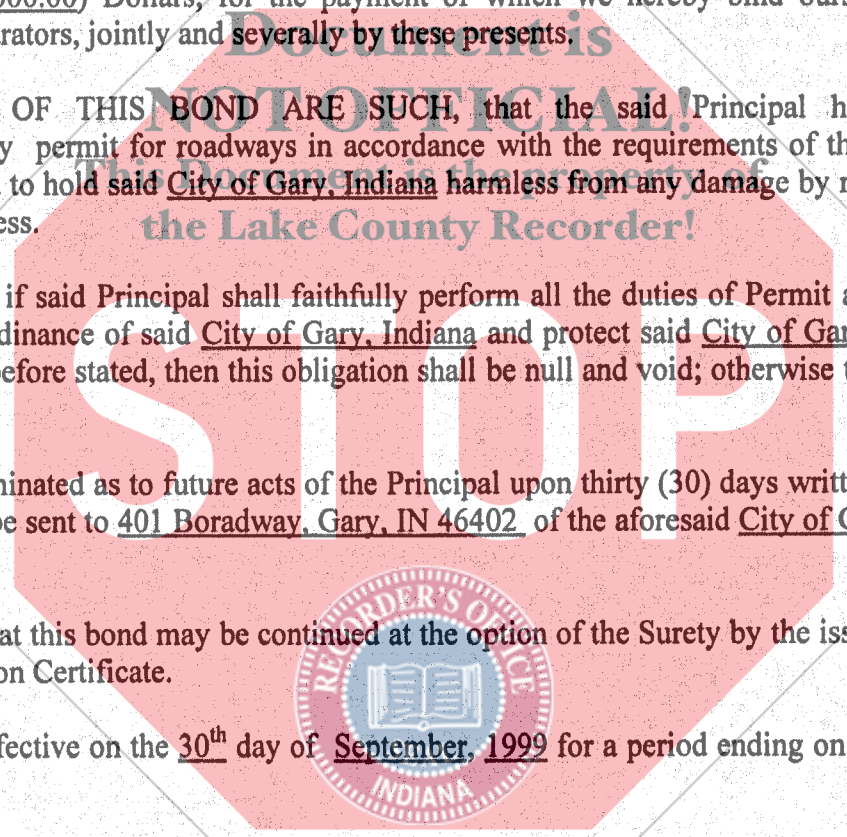 000.00) Dollars, for the payment of which we hereby bind
rators, jointly and severally by these presents.
Document is
OF THIS BOND ARE SUCH, that the said Principal h
NOT OFFICIAL!
y permit for roadways in accordance with the requirements of th
This Document is the property of
to hold said City of Gary, Indiana harmless from any damage by
ess.
the Lake County Recorder!
if said Principal shall faithfully perform all the duties of Permit a
dinance of said City of Gary, Indiana and protect said City of Gar
efore stated, then this obligation shall be null and void; otherwise t
STOP
ninated as to future acts of the Principal upon thirty (30) days writt
be sent to 401 Boradway, Gary, IN 46402 of the aforesaid City of G
RECORDER'S OFFICE
at this bond may be continued at the option of the Surety by the iss
on Certificate.
fective on the 30th day of September, 1999 for a period ending on
INDIANA